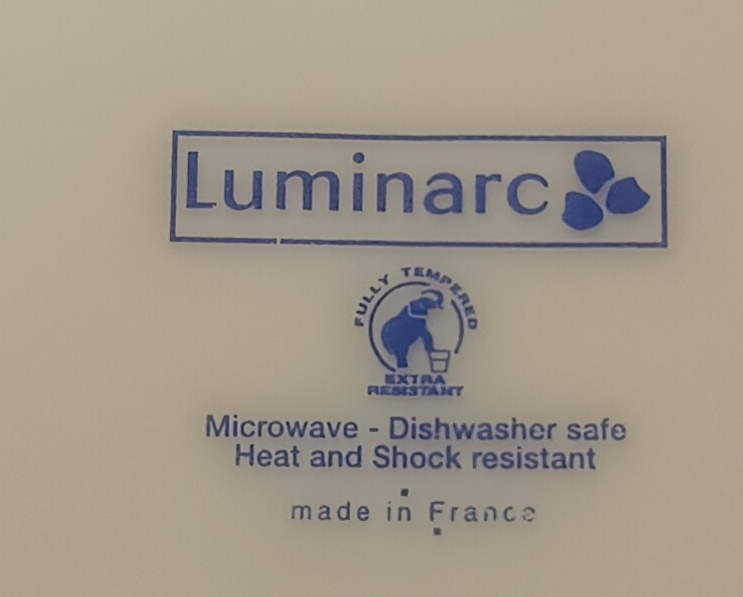 Luminarc
FULLY TEMPERED
EXTRA
RESISTANT
Microwave - Dishwasher safe
Heat and Shock resistant
made in France